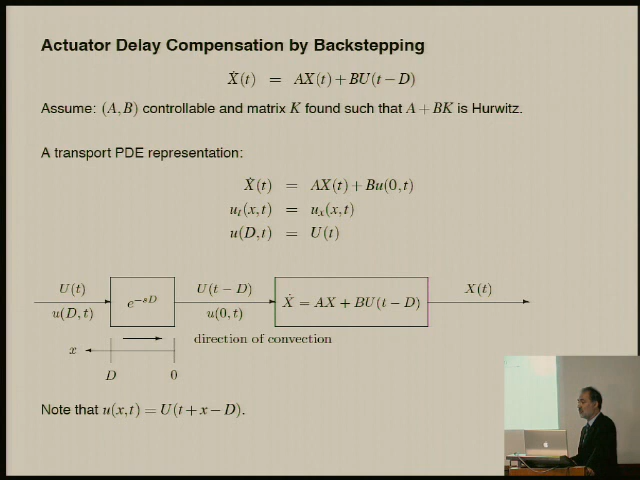 Actuator Delay Compensation by Backstepping
Ẋ(t) = AX(t)+BU(t−D)
Assume: (A,B) controllable and matrix K found such that A+BK is Hurwitz.
A transport PDE representation:
Ẋ(t) = AX(t)+Bu(0,t)
u_t(x,t) = u_x(x,t)
u(D,t) = U(t)
U(t) U(t−D) X(t)
e^{−sD} Ẋ = AX + BU(t−D)
u(D,t) u(0,t)
direction of convection
x
D 0
Note that u(x,t) = U(t+x−D).